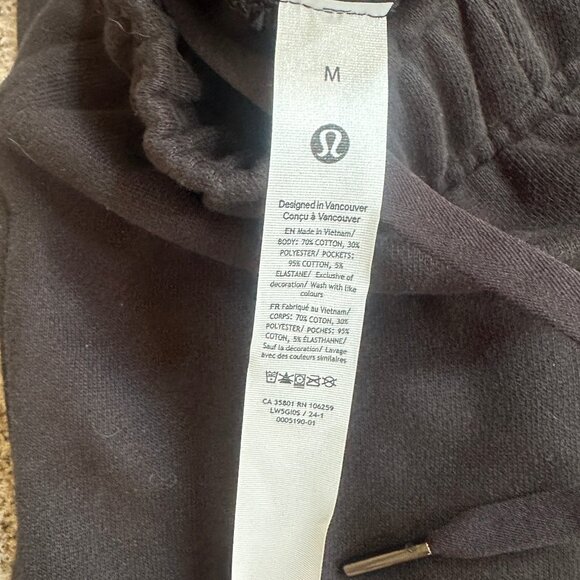 M
Designed in Vancouver
Conçu à Vancouver
EN Made in Vietnam/
BODY: 70% COTTON, 30%
POLYESTER/ POCKETS:
95% COTTON, 5%
ELASTANE/ Exclusive of
decoration/ Wash with like
colours
FR Fabriqué au Vietnam/
CORPS: 70% COTON, 30%
POLYESTER/ POCHES: 95%
COTON, 5% ÉLASTHANNE/
Sauf la décoration/ Lavage
avec des couleurs similaires
CA 35801 RN 106259
LW5GI0S / 24-1
0005190-01